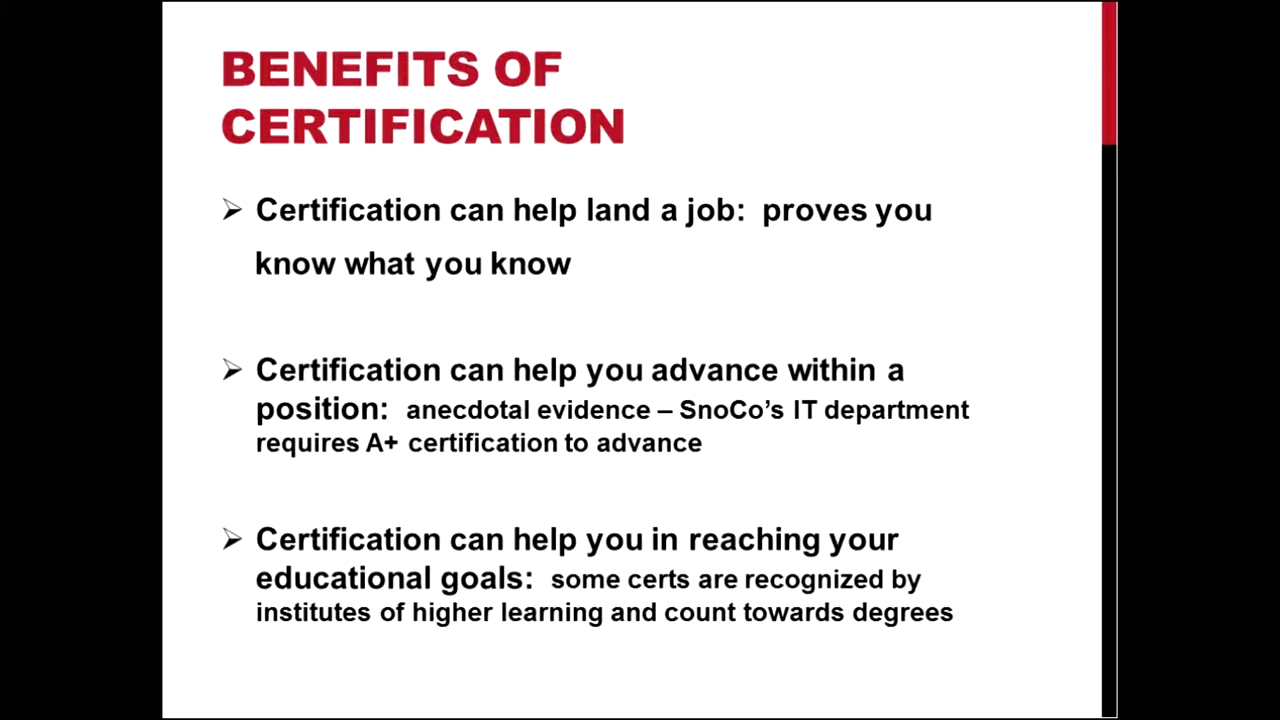 BENEFITS OF
CERTIFICATION
➢ Certification can help land a job:  proves you
know what you know
➢ Certification can help you advance within a
position:  anecdotal evidence – SnoCo’s IT department
requires A+ certification to advance
➢ Certification can help you in reaching your
educational goals:  some certs are recognized by
institutes of higher learning and count towards degrees